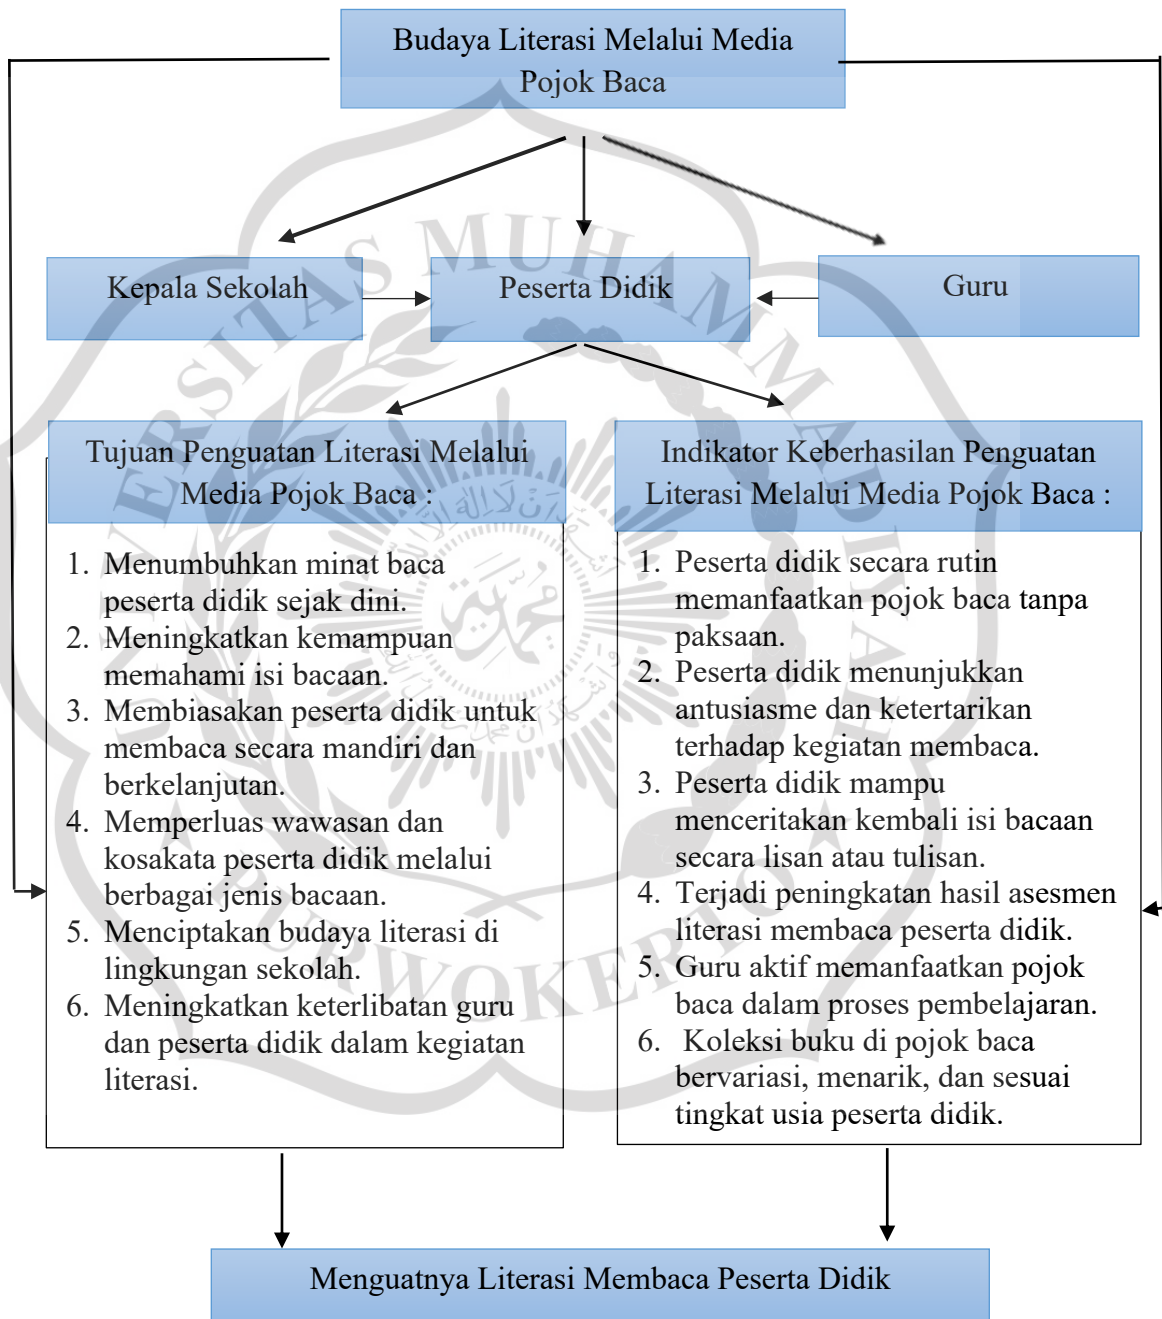 Budaya Literasi Melalui Media
Pojok Baca
Kepala Sekolah
Peserta Didik
Guru
Tujuan Penguatan Literasi Melalui
Media Pojok Baca :
1. Menumbuhkan minat baca
peserta didik sejak dini.
2. Meningkatkan kemampuan
memahami isi bacaan.
3. Membiasakan peserta didik untuk
membaca secara mandiri dan
berkelanjutan.
4. Memperluas wawasan dan
kosakata peserta didik melalui
berbagai jenis bacaan.
5. Menciptakan budaya literasi di
lingkungan sekolah.
6. Meningkatkan keterlibatan guru
dan peserta didik dalam kegiatan
literasi.
Indikator Keberhasilan Penguatan
Literasi Melalui Media Pojok Baca :
1. Peserta didik secara rutin
memanfaatkan pojok baca tanpa
paksaan.
2. Peserta didik menunjukkan
antusiasme dan ketertarikan
terhadap kegiatan membaca.
3. Peserta didik mampu
menceritakan kembali isi bacaan
secara lisan atau tulisan.
4. Terjadi peningkatan hasil asesmen
literasi membaca peserta didik.
5. Guru aktif memanfaatkan pojok
baca dalam proses pembelajaran.
6. Koleksi buku di pojok baca
bervariasi, menarik, dan sesuai
tingkat usia peserta didik.
Menguatnya Literasi Membaca Peserta Didik
UNIVERSITAS MUHAMMADIYAH
PURWOKERTO